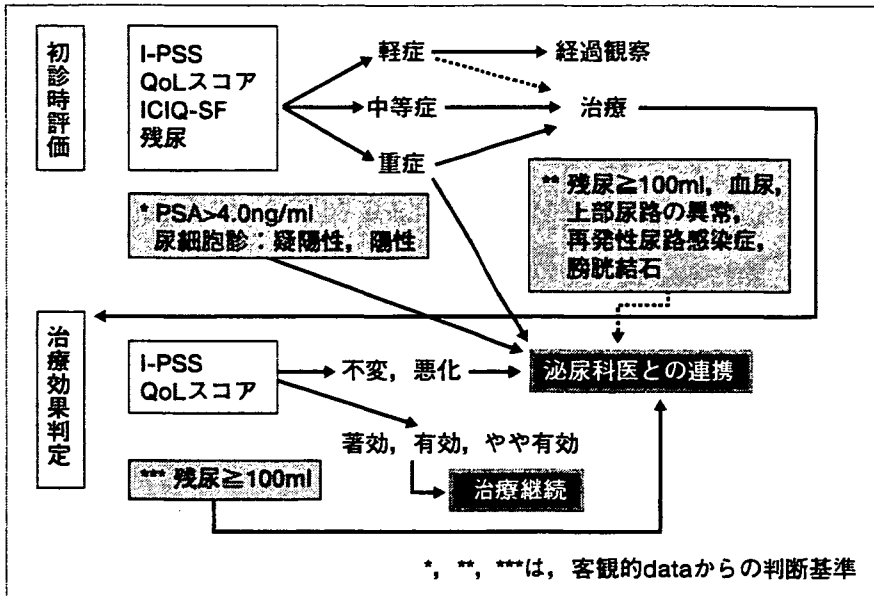 初診時評価
I-PSS
QoLスコア
ICIQ-SF
残尿
軽症
経過観察
中等症
治療
重症
* PSA>4.0ng/ml
尿細胞診：疑陽性，陽性
** 残尿≧100ml，血尿，
上部尿路の異常，
再発性尿路感染症，
膀胱結石
治療効果判定
I-PSS
QoLスコア
不変，悪化
泌尿科医との連携
著効，有効，やや有効
*** 残尿≧100ml
治療継続
*，**，***は，客観的dataからの判断基準